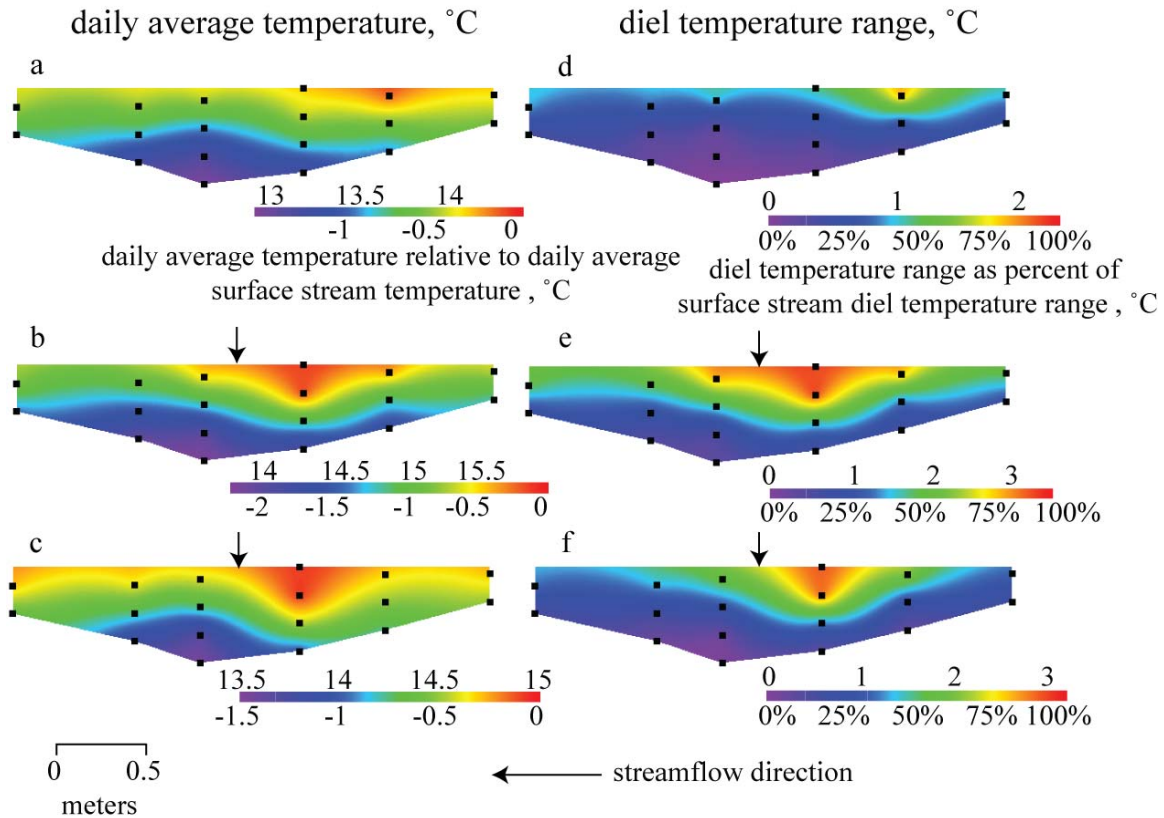 daily average temperature, ˚C
diel temperature range, ˚C
a
d
13 13.5 14
-1 -0.5 0
0 1 2
0% 25% 50% 75% 100%
daily average temperature relative to daily average
surface stream temperature , ˚C
diel temperature range as percent of
surface stream diel temperature range , ˚C
b
e
14 14.5 15 15.5
-2 -1.5 -1 -0.5 0
0 1 2 3
0% 25% 50% 75% 100%
c
f
13.5 14 14.5 15
-1.5 -1 -0.5 0
0 1 2 3
0% 25% 50% 75% 100%
0 0.5
meters
streamflow direction